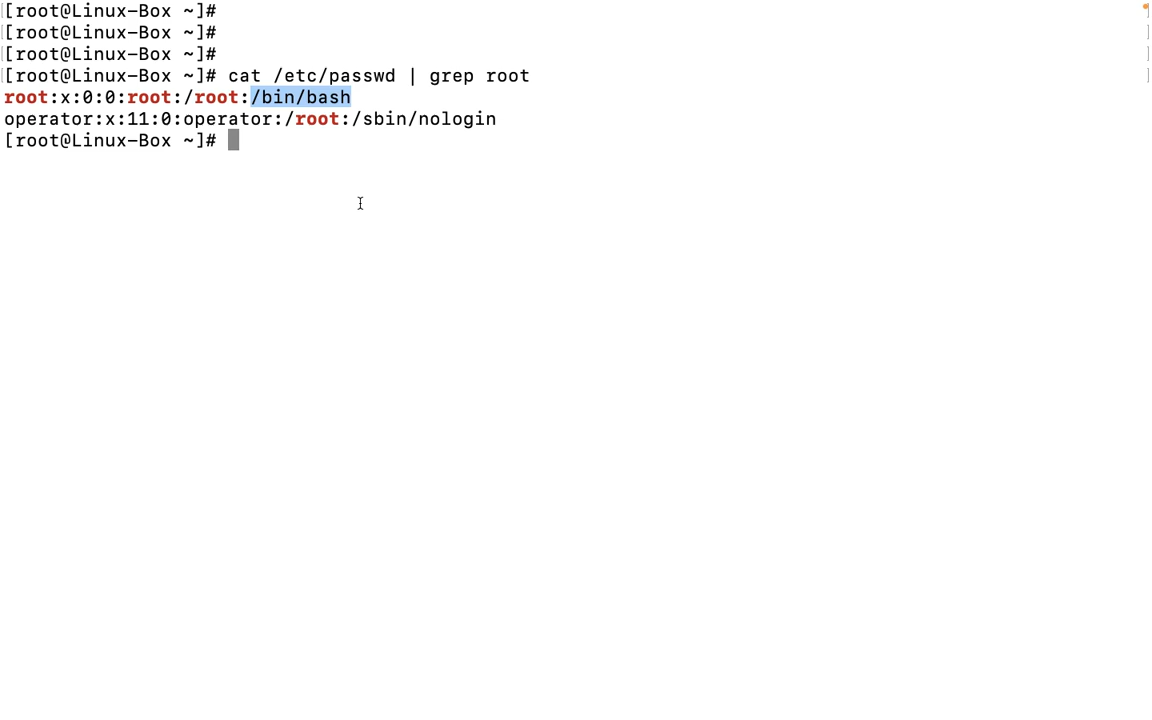 [root@Linux-Box ~]#
[root@Linux-Box ~]#
[root@Linux-Box ~]#
[root@Linux-Box ~]# cat /etc/passwd | grep root
root:x:0:0:root:/root:/bin/bash
operator:x:11:0:operator:/root:/sbin/nologin
[root@Linux-Box ~]#